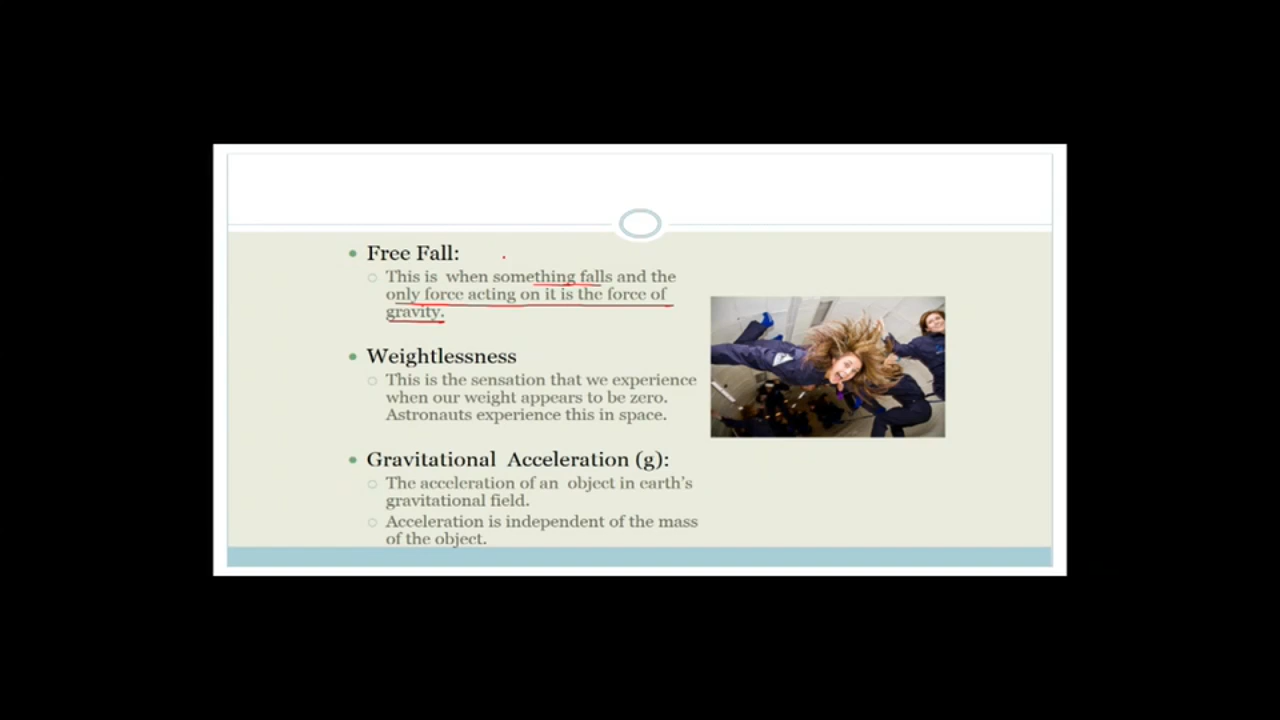 Free Fall:
This is when something falls and the
only force acting on it is the force of
gravity.
Weightlessness
This is the sensation that we experience
when our weight appears to be zero.
Astronauts experience this in space.
Gravitational Acceleration (g):
The acceleration of an object in earth's
gravitational field.
Acceleration is independent of the mass
of the object.